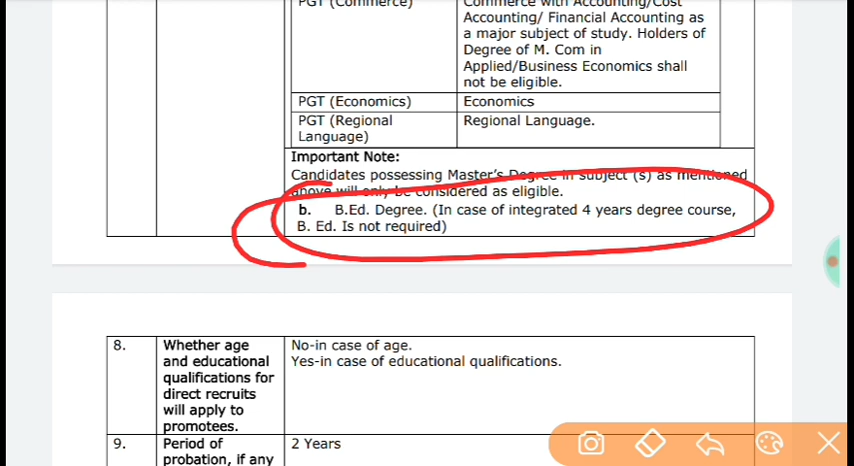 PGT (Commerce)
Commerce with Accounting/Cost
Accounting/ Financial Accounting as
a major subject of study. Holders of
Degree of M. Com in
Applied/Business Economics shall
not be eligible.
PGT (Economics)
Economics
PGT (Regional
Language)
Regional Language.
Important Note:
Candidates possessing Master's Degree in subject (s) as mentioned
above will only be considered as eligible.
b. B.Ed. Degree. (In case of integrated 4 years degree course,
B. Ed. Is not required)
8.
Whether age
and educational
qualifications for
direct recruits
will apply to
promotees.
No-in case of age.
Yes-in case of educational qualifications.
9.
Period of
probation, if any
2 Years